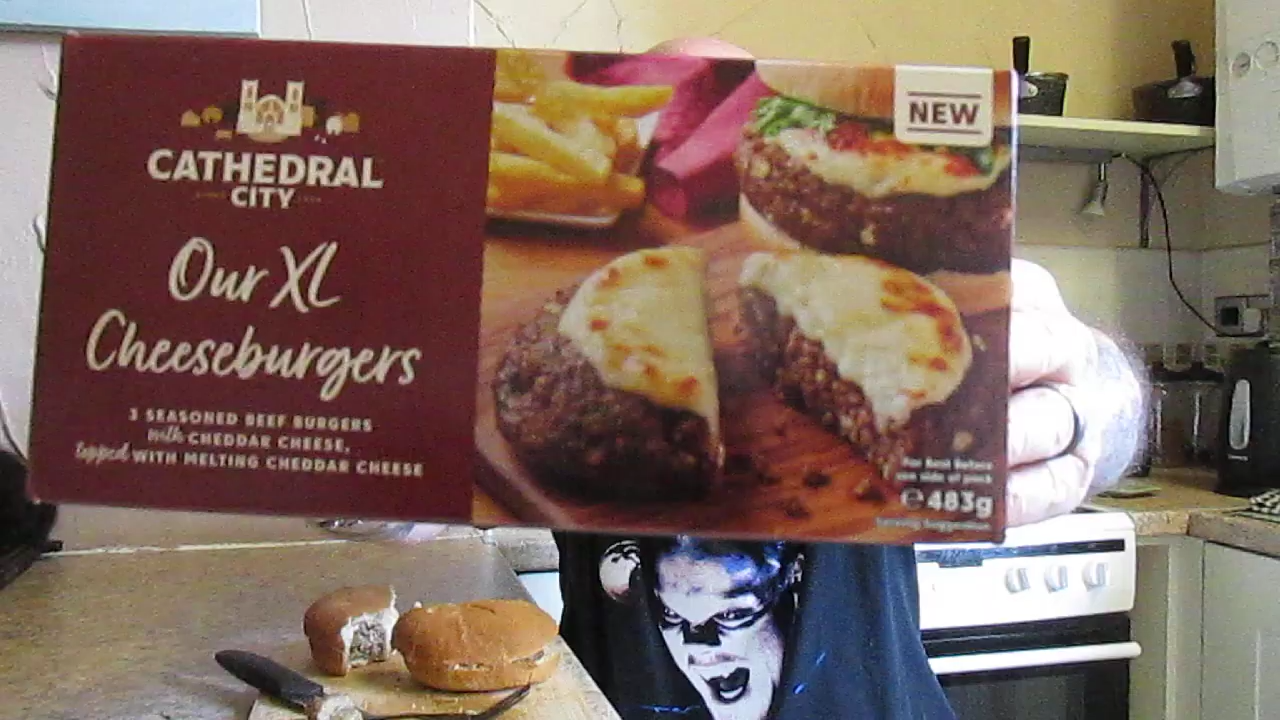 CATHEDRAL
CITY
Our XL
Cheeseburgers
3 SEASONED BEEF BURGERS
with CHEDDAR CHEESE,
topped WITH MELTING CHEDDAR CHEESE
NEW
For Best Before
see side of pack
℮ 483g
Serving Suggestion